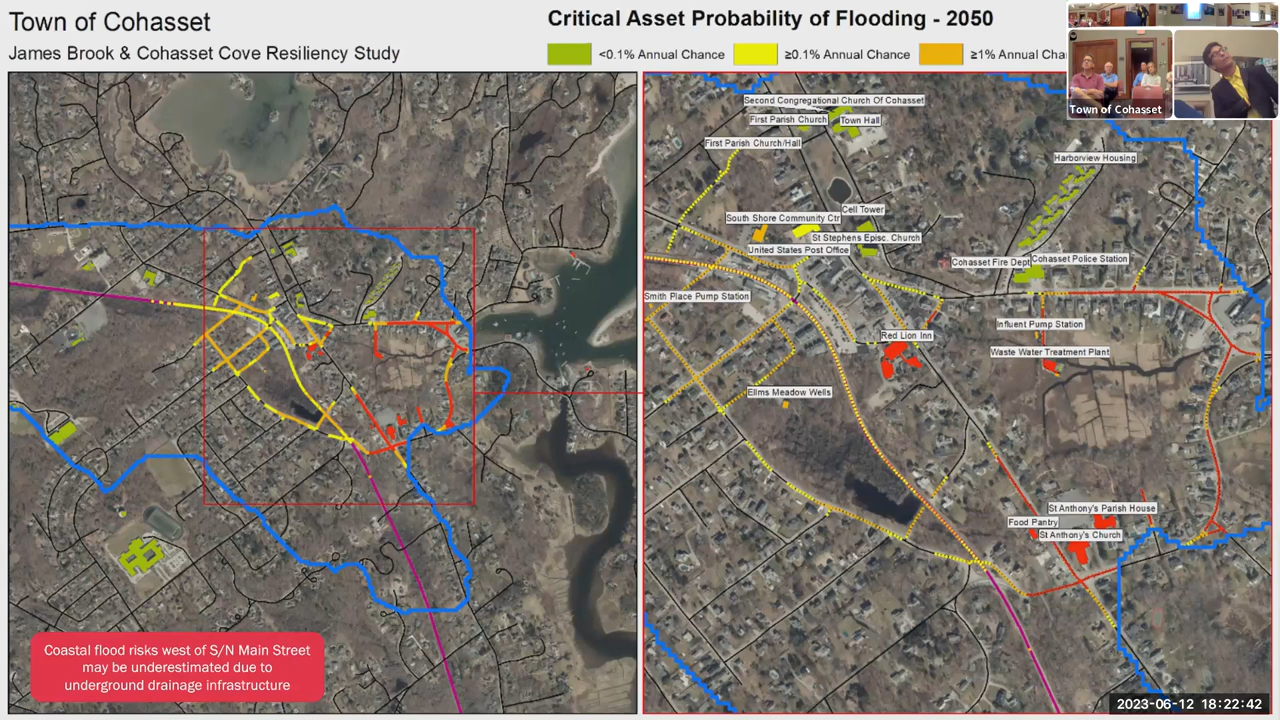 Town of Cohasset
James Brook & Cohasset Cove Resiliency Study
Critical Asset Probability of Flooding - 2050
<0.1% Annual Chance
≥0.1% Annual Chance
≥1% Annual Cha
Town of Cohasset
Second Congregational Church Of Cohasset
First Parish Church
Town Hall
First Parish Church/Hall
Harborview Housing
Cell Tower
South Shore Community Ctr
St Stephens Episc. Church
United States Post Office
Cohasset Fire Dept
Cohasset Police Station
Smith Place Pump Station
Influent Pump Station
Red Lion Inn
Waste Water Treatment Plant
Ellms Meadow Wells
St Anthony's Parish House
Food Pantry
St Anthony's Church
Coastal flood risks west of S/N Main Street
may be underestimated due to
underground drainage infrastructure
2023-06-12 18:22:42